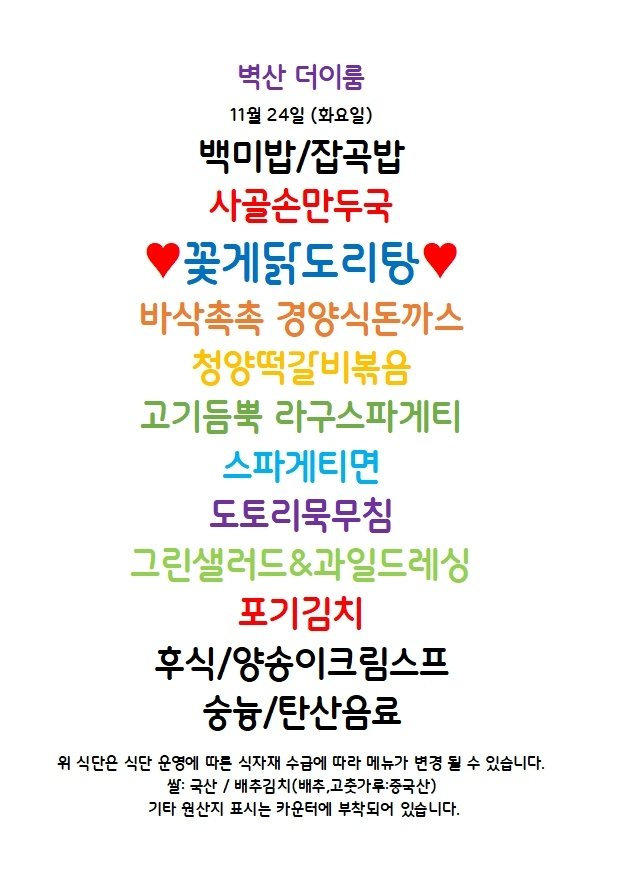 벽산 더이룸
11월 24일 (화요일)
백미밥/잡곡밥
사골손만두국
♥꽃게닭도리탕♥
바삭촉촉 경양식돈까스
청양떡갈비볶음
고기듬뿍 라구스파게티
스파게티면
도토리묵무침
그린샐러드&과일드레싱
포기김치
후식/양송이크림스프
숭늉/탄산음료
위 식단은 식단 운영에 따른 식자재 수급에 따라 메뉴가 변경 될 수 있습니다.
쌀: 국산 / 배추김치(배추,고춧가루:중국산)
기타 원산지 표시는 카운터에 부착되어 있습니다.